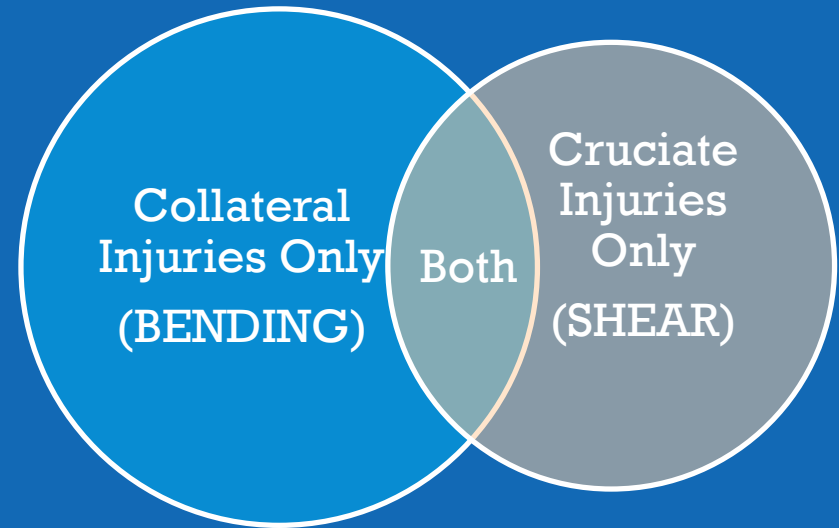 Collateral
Injuries Only
(BENDING)
Both
Cruciate
Injuries
Only
(SHEAR)